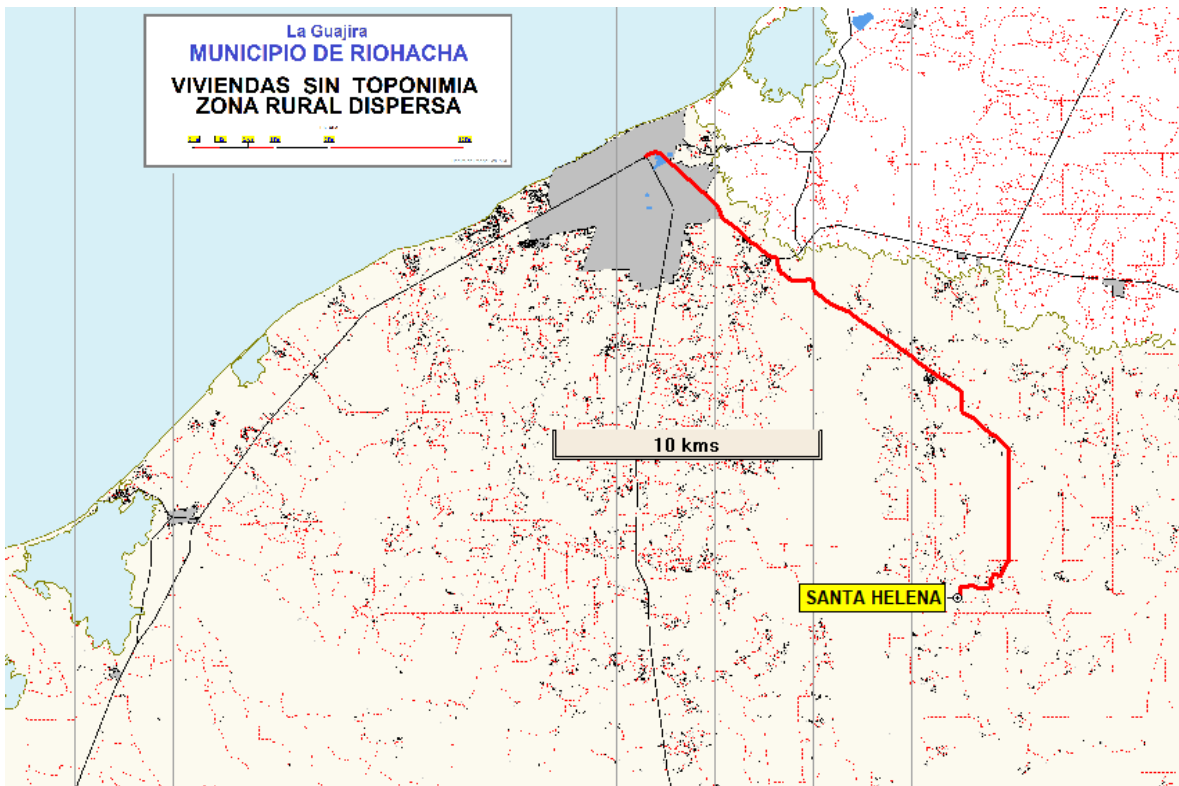 La Guajira
MUNICIPIO DE RIOHACHA
VIVIENDAS SIN TOPONIMIA
ZONA RURAL DISPERSA
10 kms
SANTA HELENA